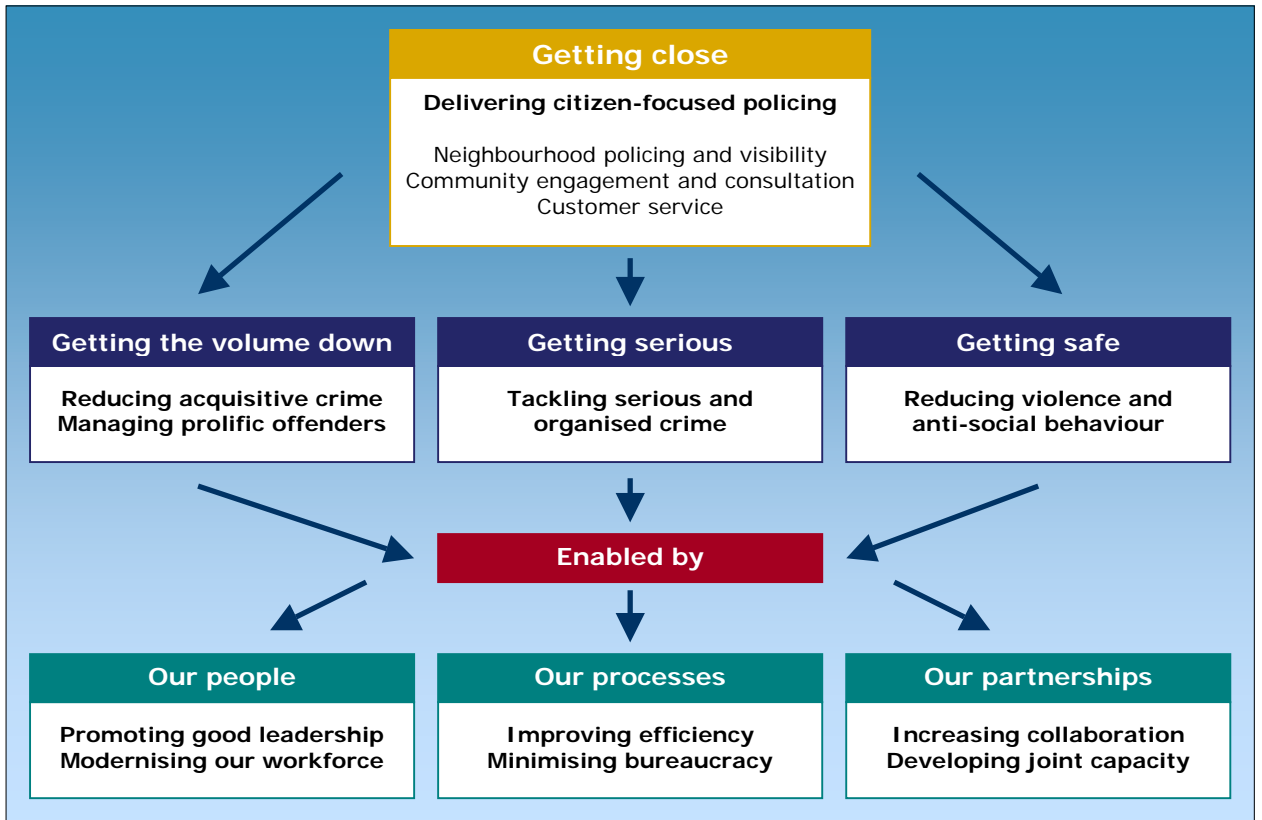 Getting close
Delivering citizen-focused policing
Neighbourhood policing and visibility
Community engagement and consultation
Customer service
Getting the volume down
Reducing acquisitive crime
Managing prolific offenders
Getting serious
Tackling serious and
organised crime
Getting safe
Reducing violence and
anti-social behaviour
Enabled by
Our people
Promoting good leadership
Modernising our workforce
Our processes
Improving efficiency
Minimising bureaucracy
Our partnerships
Increasing collaboration
Developing joint capacity